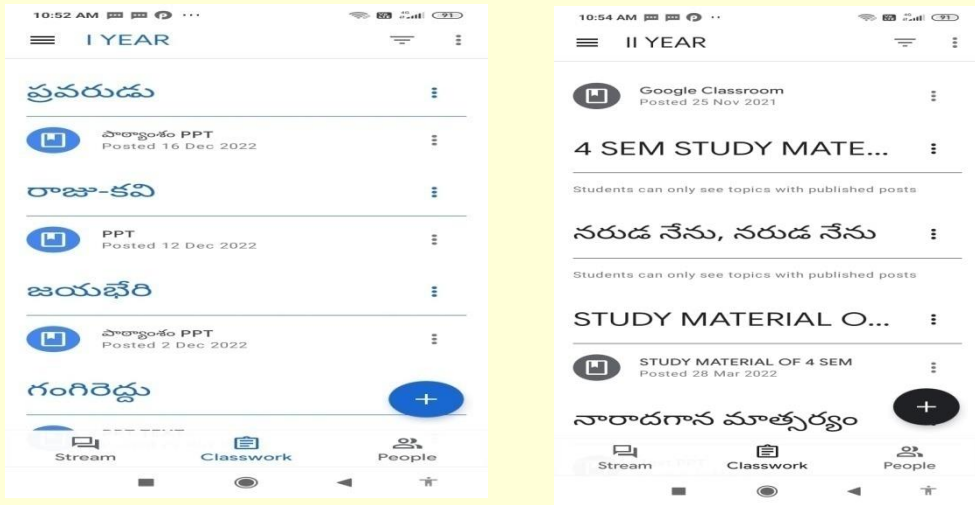 10:52 AM
I YEAR
ప్రవరుడు
పాఠ్యాంశం PPT
Posted 16 Dec 2022
రాజు-కవి
PPT
Posted 12 Dec 2022
జయభేరి
పాఠ్యాంశం PPT
Posted 2 Dec 2022
గంగిరెద్దు
Stream
Classwork
People
10:54 AM
II YEAR
Google Classroom
Posted 25 Nov 2021
4 SEM STUDY MATE...
Students can only see topics with published posts
నరుడ నేను, నరుడ నేను
Students can only see topics with published posts
STUDY MATERIAL O...
STUDY MATERIAL OF 4 SEM
Posted 28 Mar 2022
నారాదగాన మాత్సర్యం
Stream
Classwork
People